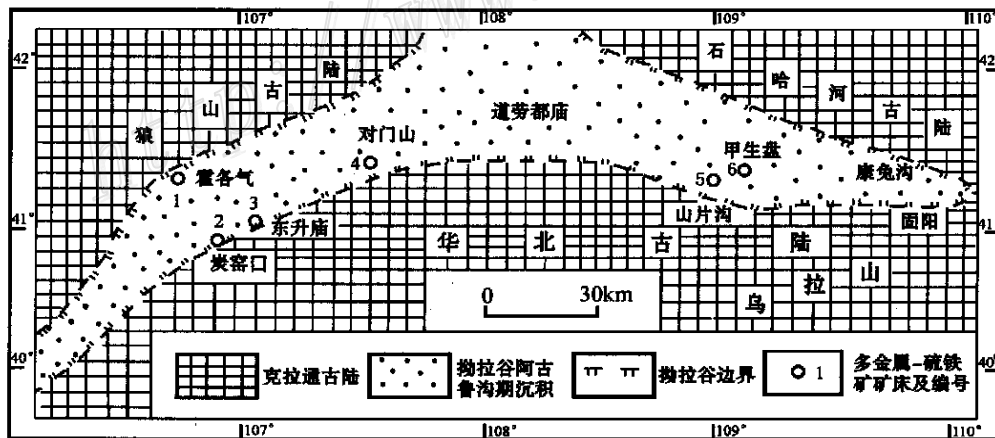 107° 108° 109° 110°
42° 42°
狼山古陆
石哈河古陆
道劳都庙
对门山
4
甲生盘
5 6
霍各气
1
康兔沟
41° 41°
3
2
东升庙
山片沟
固阳
炭窑口
华北古陆
乌拉山
0 30km
40° 40°
克拉通古陆
拗拉谷阿古
鲁沟期沉积
拗拉谷边界
1
多金属-硫铁
矿矿床及编号
107° 108° 109° 110°